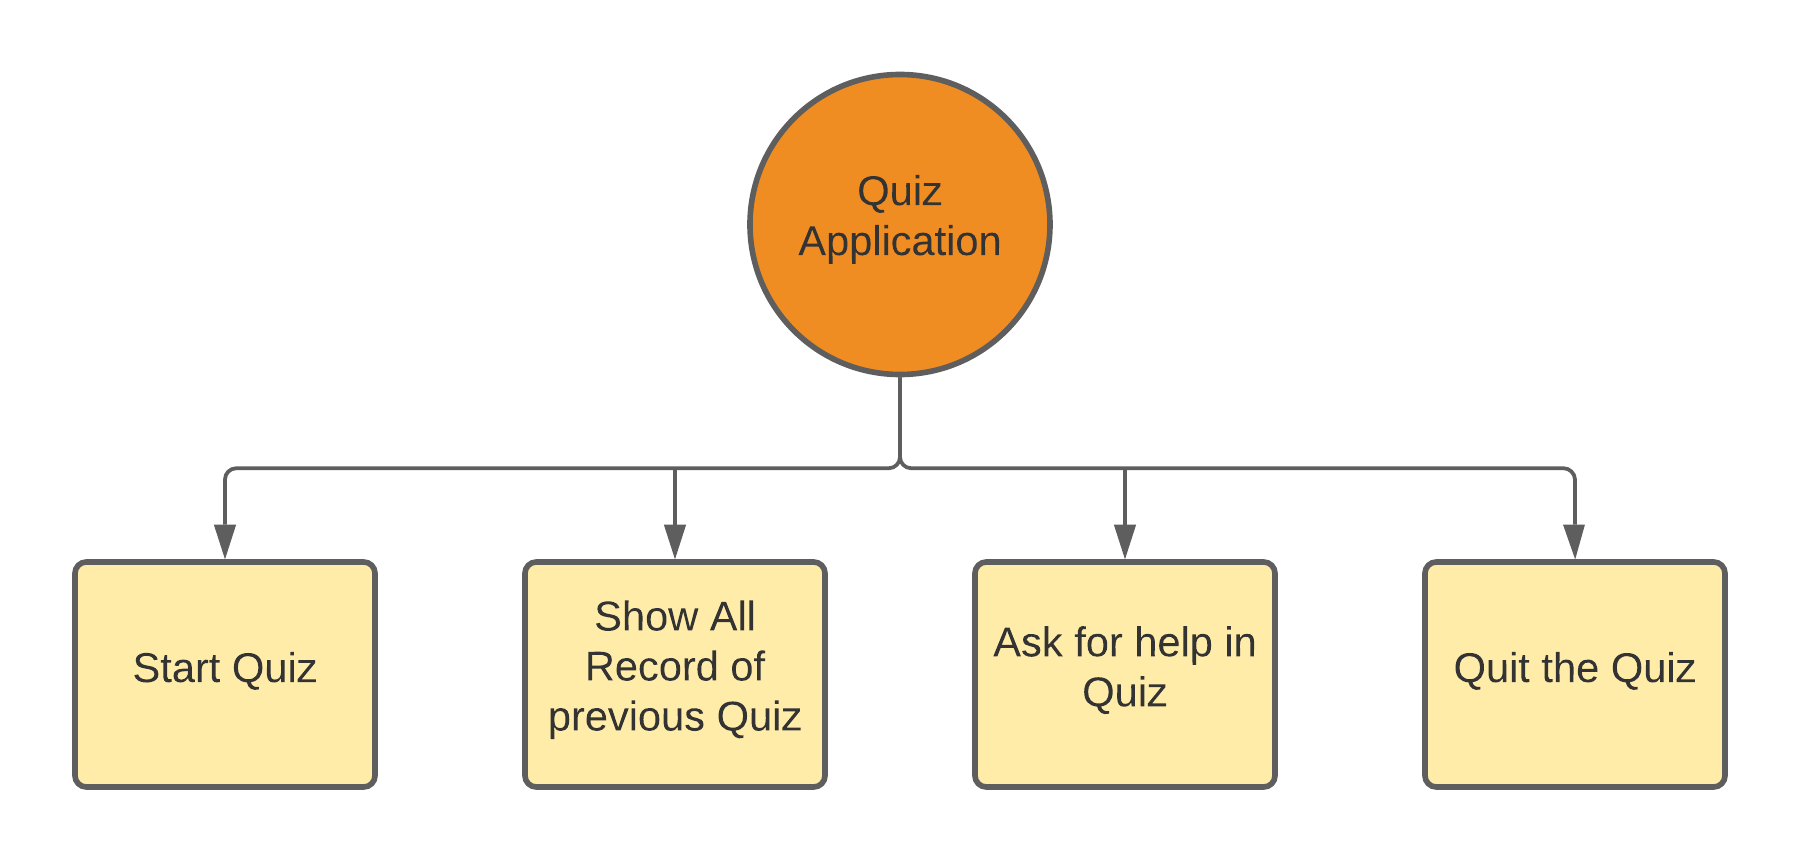 Quiz
Application
Start Quiz
Show All
Record of
previous Quiz
Ask for help in
Quiz
Quit the Quiz